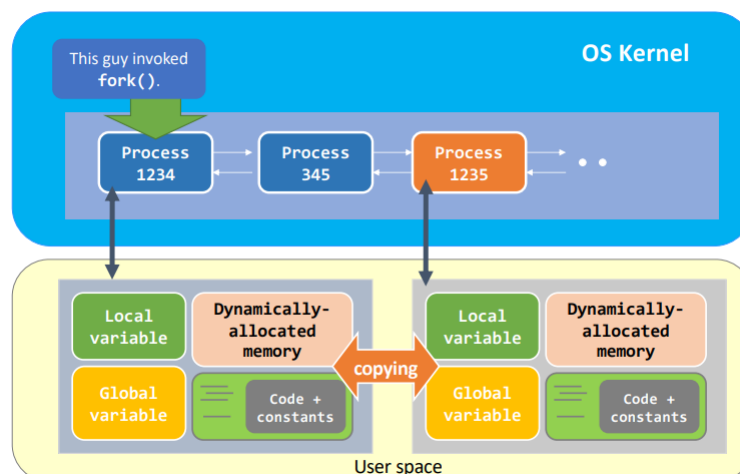 This guy invoked
fork().
OS Kernel
Process
1234
Process
345
Process
1235
Local
variable
Dynamically-
allocated
memory
Global
variable
Code +
constants
copying
Local
variable
Dynamically-
allocated
memory
Global
variable
Code +
constants
User space